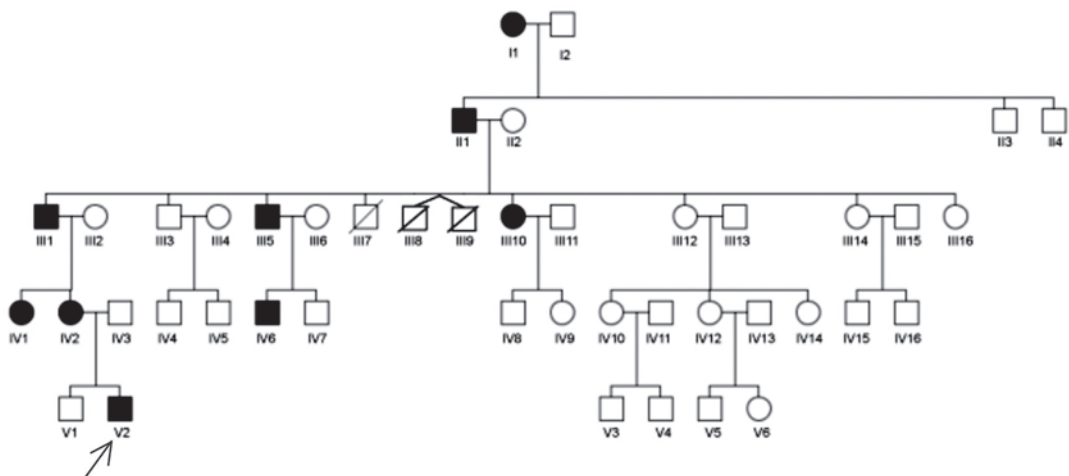 I1 I2
II1 II2 II3 II4
III1 III2 III3 III4 III5 III6 III7 III8 III9 III10 III11 III12 III13 III14 III15 III16
IV1 IV2 IV3 IV4 IV5 IV6 IV7 IV8 IV9 IV10 IV11 IV12 IV13 IV14 IV15 IV16
V1 V2 V3 V4 V5 V6